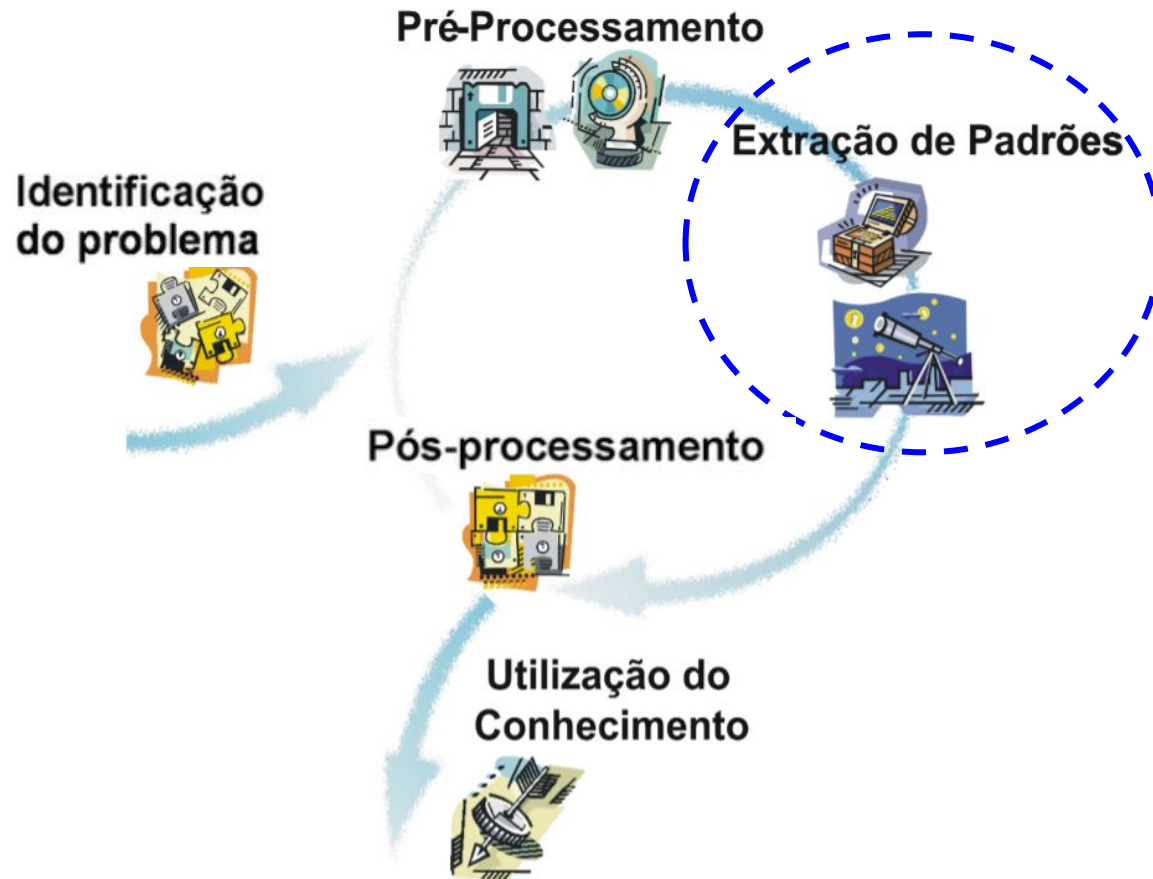 Pré-Processamento
Extração de Padrões
Identificação
do problema
Pós-processamento
Utilização do
Conhecimento